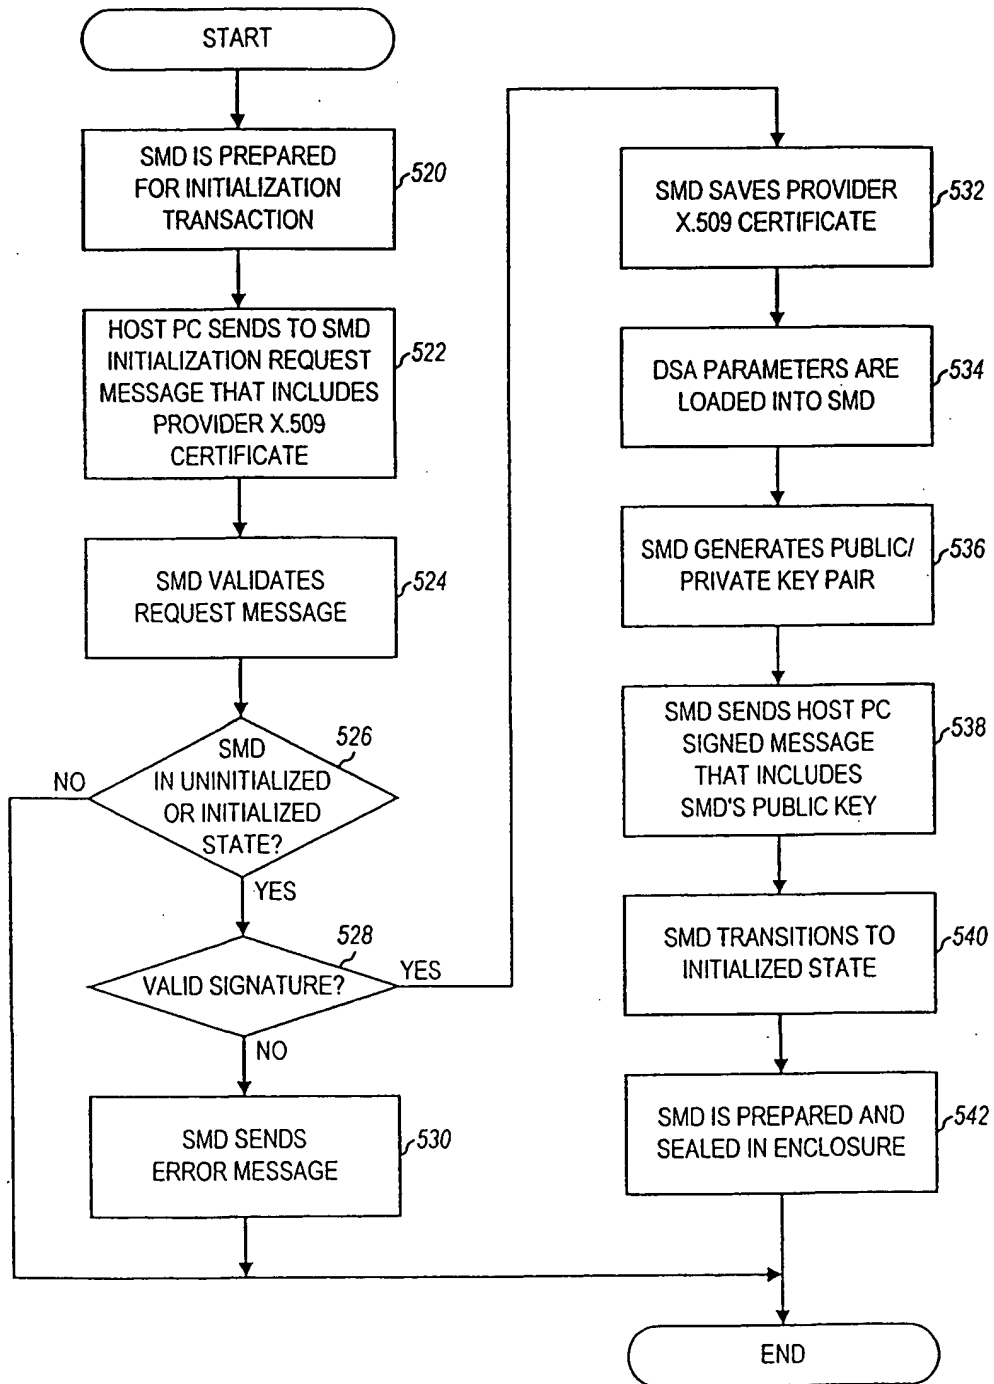 START
SMD IS PREPARED
FOR INITIALIZATION
TRANSACTION
520
HOST PC SENDS TO SMD
INITIALIZATION REQUEST
MESSAGE THAT INCLUDES
PROVIDER X.509
CERTIFICATE
522
SMD VALIDATES
REQUEST MESSAGE
524
SMD
IN UNINITIALIZED
OR INITIALIZED
STATE?
526
NO
YES
VALID SIGNATURE?
528
YES
NO
SMD SENDS
ERROR MESSAGE
530
SMD SAVES PROVIDER
X.509 CERTIFICATE
532
DSA PARAMETERS ARE
LOADED INTO SMD
534
SMD GENERATES PUBLIC/
PRIVATE KEY PAIR
536
SMD SENDS HOST PC
SIGNED MESSAGE
THAT INCLUDES
SMD'S PUBLIC KEY
538
SMD TRANSITIONS TO
INITIALIZED STATE
540
SMD IS PREPARED AND
SEALED IN ENCLOSURE
542
END